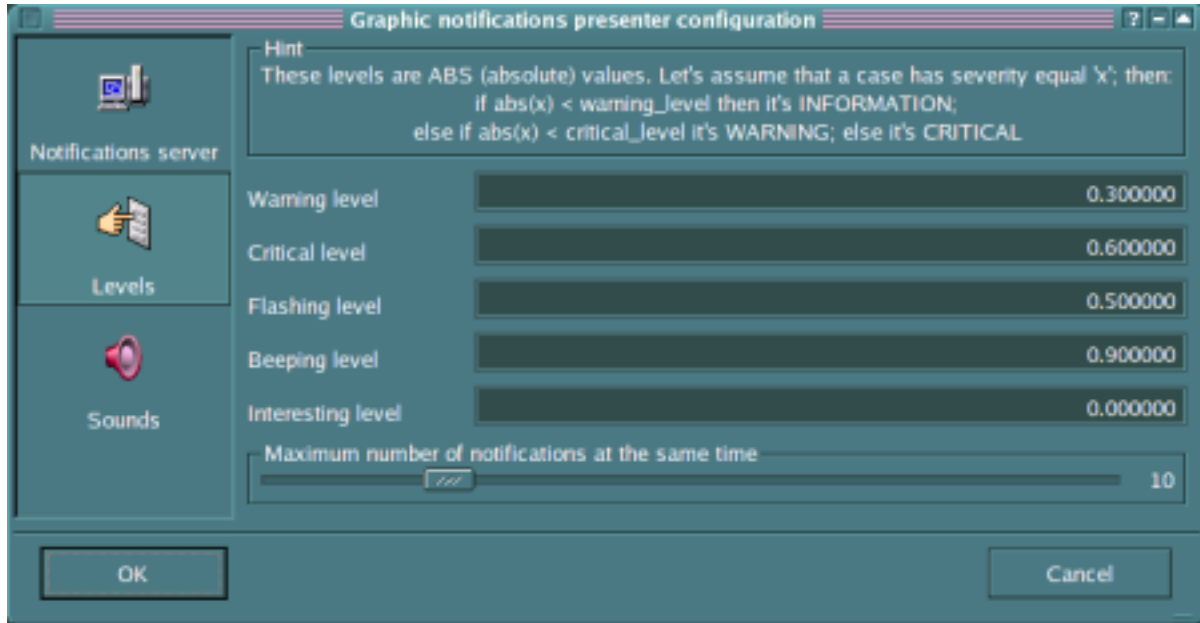 Graphic notifications presenter configuration
Hint
These levels are ABS (absolute) values. Let's assume that a case has severity equal 'x'; then:
if abs(x) < warning_level then it's INFORMATION;
else if abs(x) < critical_level it's WARNING; else it's CRITICAL
Notifications server
Levels
Sounds
Warning level 0.300000
Critical level 0.600000
Flashing level 0.500000
Beeping level 0.900000
Interesting level 0.000000
Maximum number of notifications at the same time
10
OK
Cancel